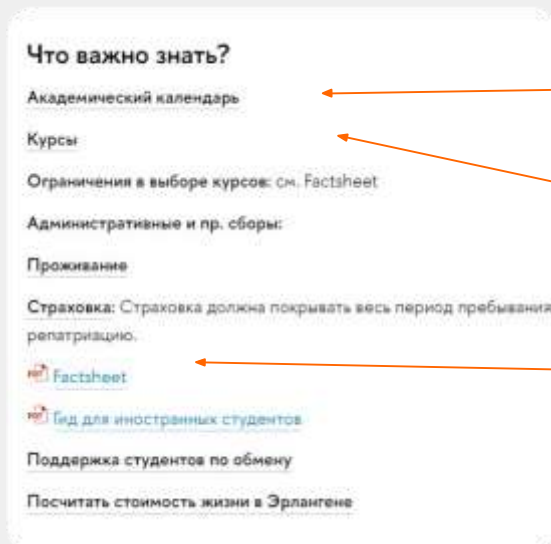 Что важно знать?
Академический календарь
Курсы
Ограничения в выборе курсов: см. Factsheet
Административные и пр. сборы:
Проживание
Страховка: Страховка должна покрывать весь период пребывания
репатриацию.
Factsheet
Гид для иностранных студентов
Поддержка студентов по обмену
Посчитать стоимость жизни в Эрлангене